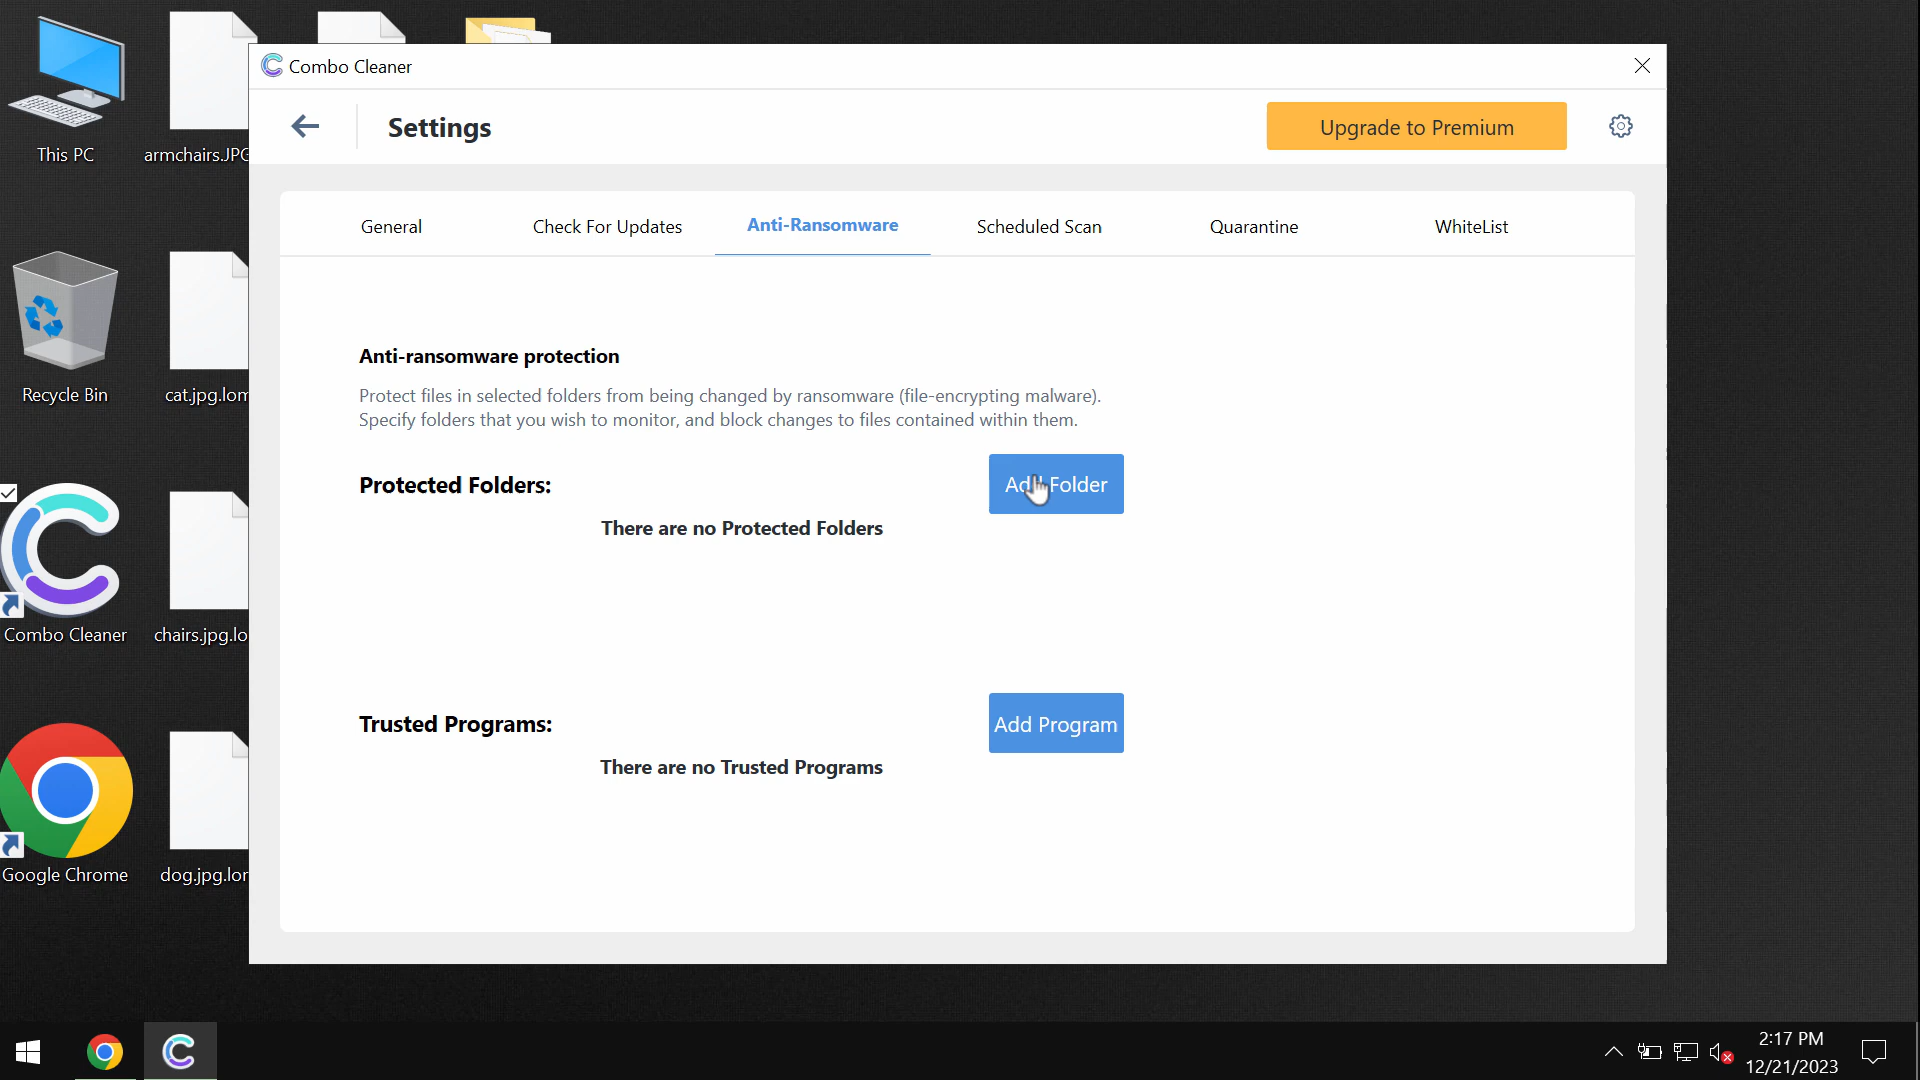 Combo Cleaner
Settings
Upgrade to Premium
General
Check For Updates
Anti-Ransomware
Scheduled Scan
Quarantine
WhiteList
Anti-ransomware protection
Protect files in selected folders from being changed by ransomware (file-encrypting malware).
Specify folders that you wish to monitor, and block changes to files contained within them.
Protected Folders:
Add Folder
There are no Protected Folders
Trusted Programs:
Add Program
There are no Trusted Programs
This PC
armchairs.JPG
Recycle Bin
cat.jpg.lom
Combo Cleaner
chairs.jpg.lo
Google Chrome
dog.jpg.lor
2:17 PM
12/21/2023